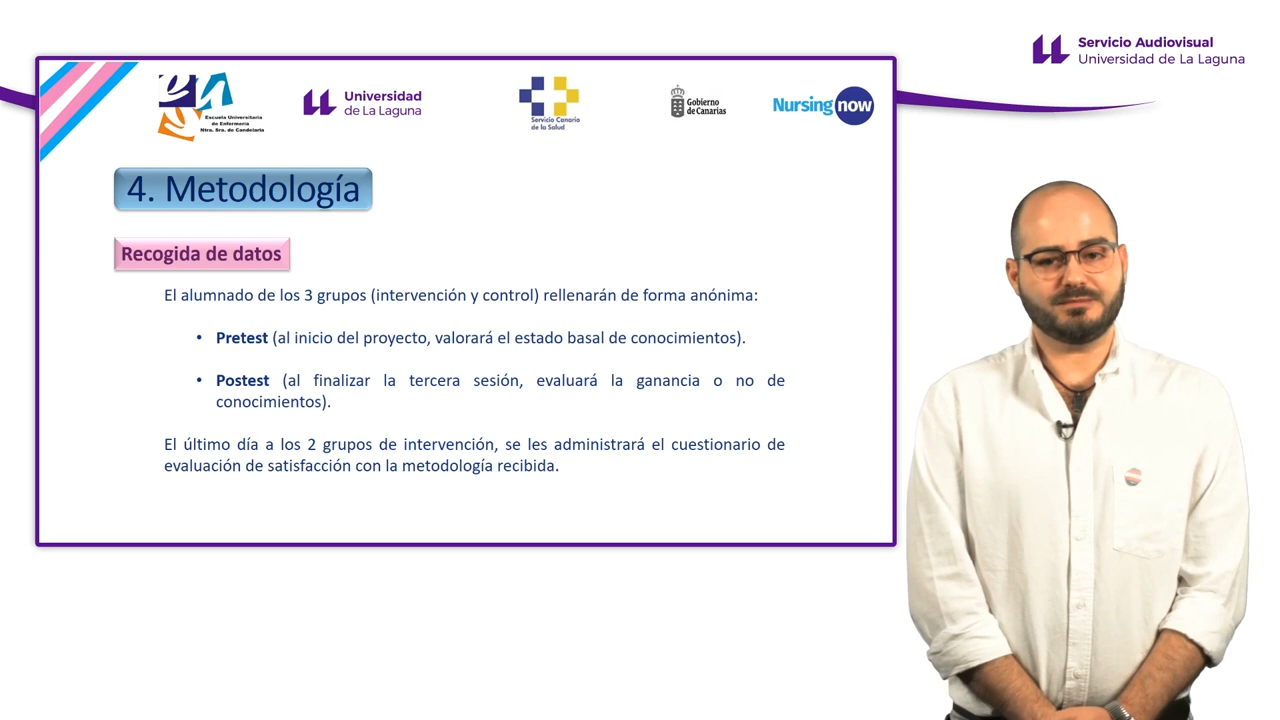 Servicio Audiovisual
Universidad de La Laguna
Escuela Universitaria
de Enfermería
Ntra. Sra. de Candelaria
Universidad
de La Laguna
Servicio Canario
de la Salud
Gobierno
de Canarias
Nursing now
4. Metodología
Recogida de datos
El alumnado de los 3 grupos (intervención y control) rellenarán de forma anónima:
• Pretest (al inicio del proyecto, valorará el estado basal de conocimientos).
• Postest (al finalizar la tercera sesión, evaluará la ganancia o no de
conocimientos).
El último día a los 2 grupos de intervención, se les administrará el cuestionario de
evaluación de satisfacción con la metodología recibida.